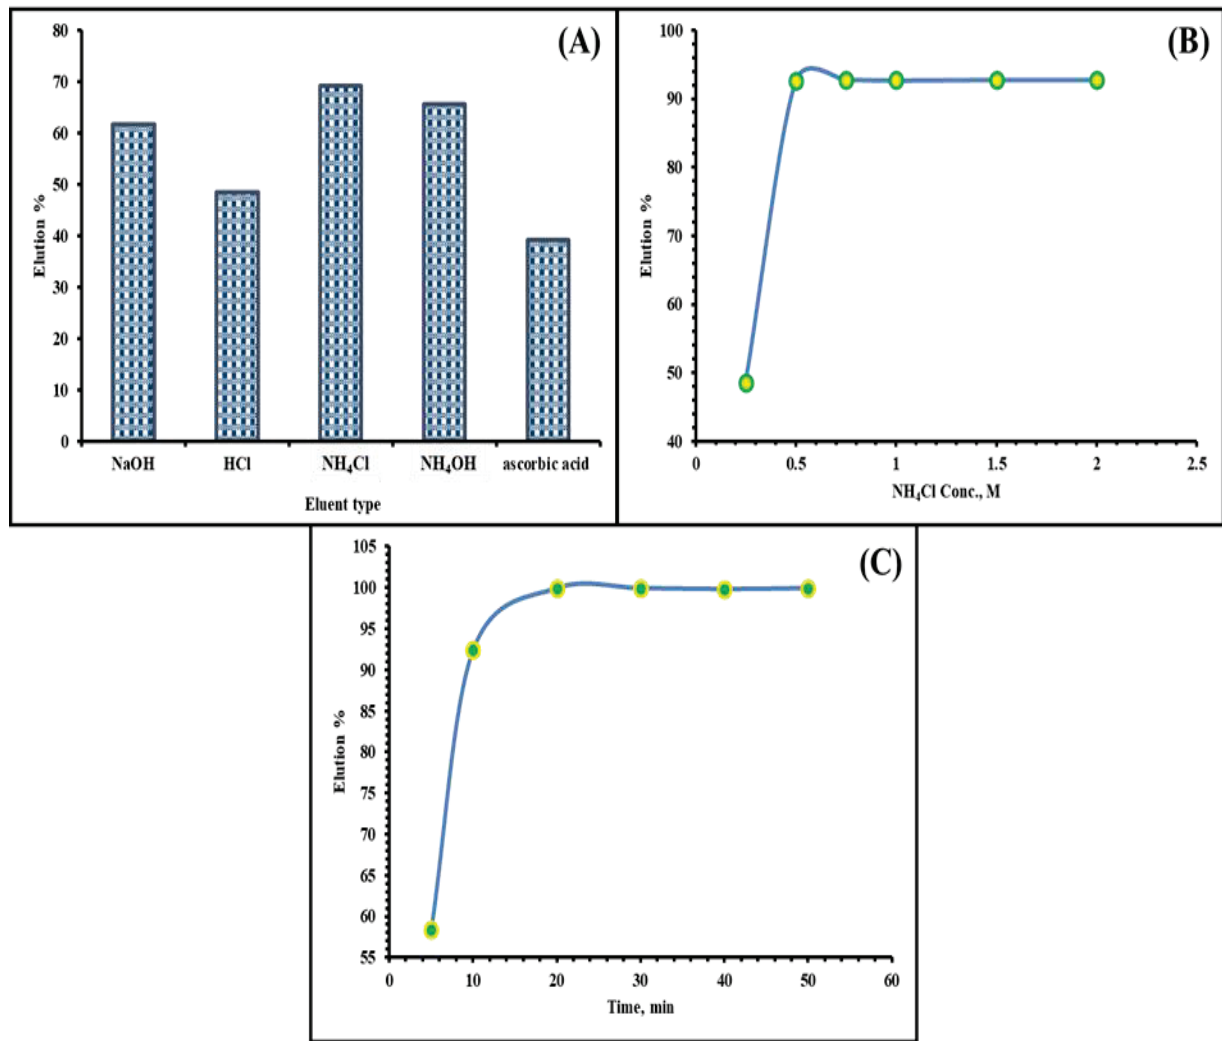 (A)
80
70
60
50
40
30
20
10
0
Elution %
NaOH HCl NH₄Cl NH₄OH ascorbic acid
Eluent type
(B)
100
90
80
70
60
50
40
Elution %
0 0.5 1 1.5 2 2.5
NH₄Cl Conc., M
(C)
105
100
95
90
85
80
75
70
65
60
55
Elution %
0 10 20 30 40 50 60
Time, min